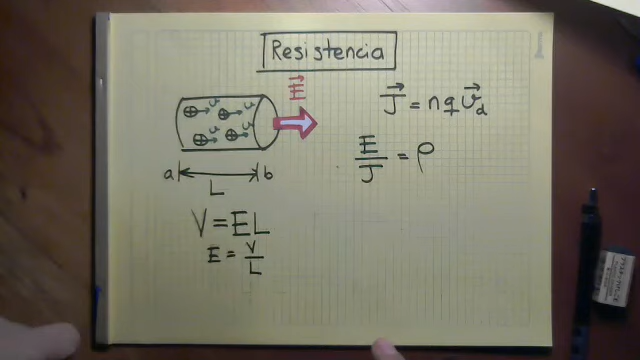 Resistencia
E
v v
v v
J = nqv_d
E/J = ρ
a b
L
V = EL
E = V/L